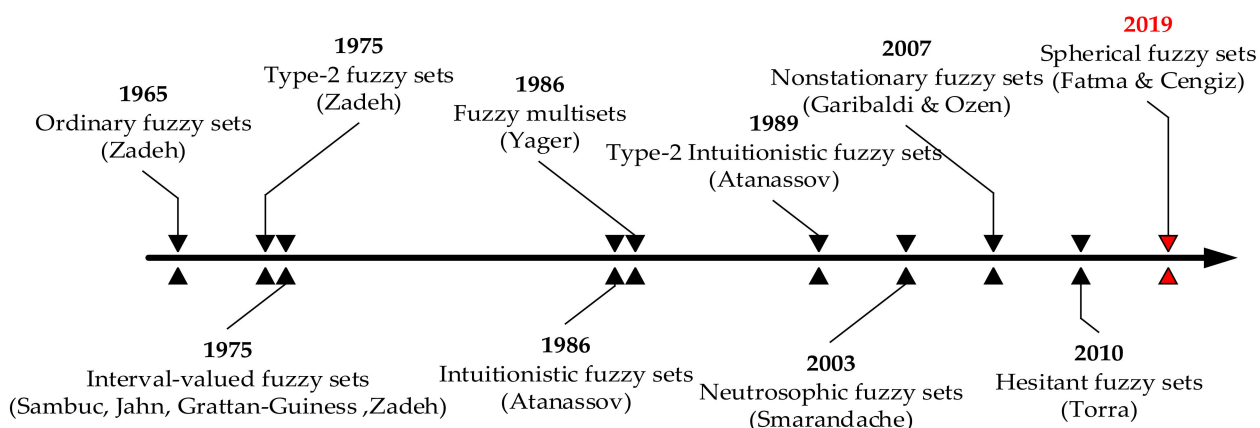 1965
Ordinary fuzzy sets
(Zadeh)
1975
Type-2 fuzzy sets
(Zadeh)
1986
Fuzzy multisets
(Yager)
1989
Type-2 Intuitionistic fuzzy sets
(Atanassov)
2007
Nonstationary fuzzy sets
(Garibaldi & Ozen)
2019
Spherical fuzzy sets
(Fatma & Cengiz)
1975
Interval-valued fuzzy sets
(Sambuc, Jahn, Grattan-Guiness ,Zadeh)
1986
Intuitionistic fuzzy sets
(Atanassov)
2003
Neutrosophic fuzzy sets
(Smarandache)
2010
Hesitant fuzzy sets
(Torra)